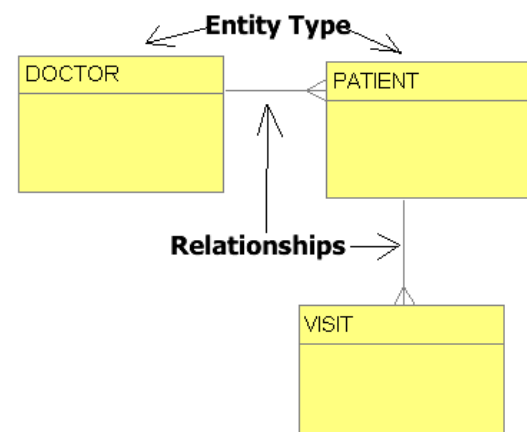 Entity Type
DOCTOR
PATIENT
Relationships
VISIT